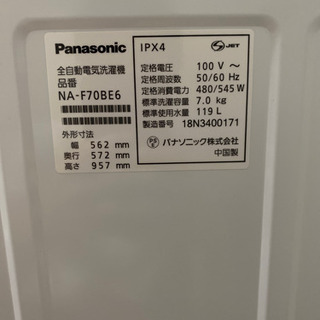 Panasonic
全自動電気洗濯機
品番
NA-F70BE6
外形寸法
幅 562 mm
奥行 572 mm
高さ 957 mm
IPX4
JET
定格電圧 100 V ～
定格周波数 50/60 Hz
定格消費電力 480/545 W
標準洗濯容量 7.0 kg
標準使用水量 119 L
製造番号 18N3400171
パナソニック株式会社
中国製